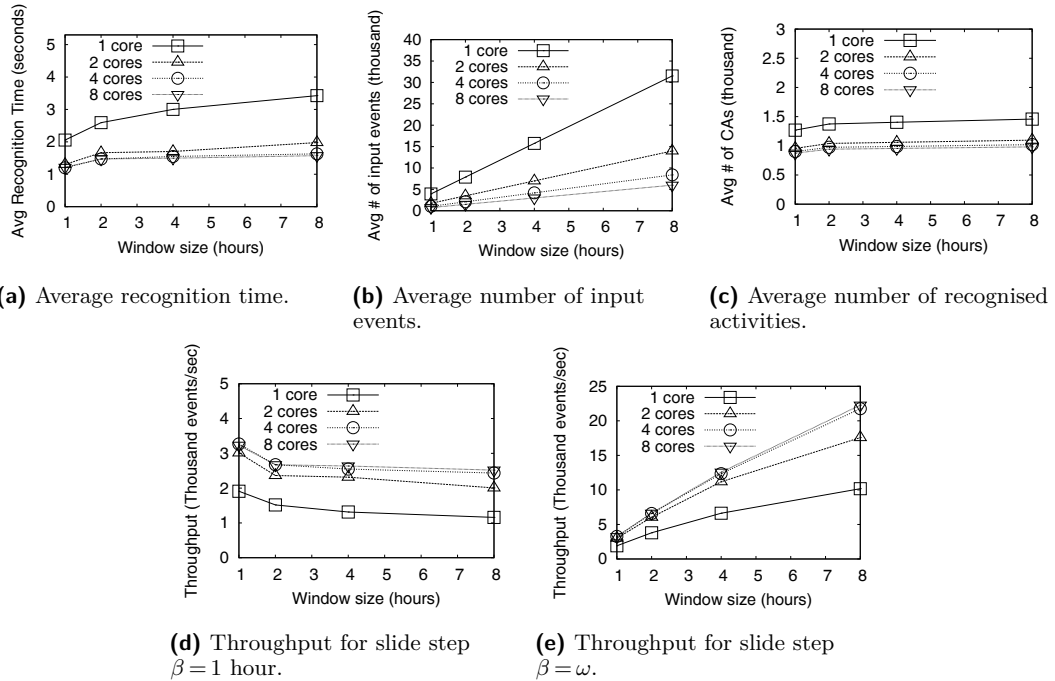 Avg Recognition Time (seconds)
5
4
3
2
1
0
1 core
2 cores
4 cores
8 cores
1 2 3 4 5 6 7 8
Window size (hours)
(a) Average recognition time.
Avg # of input events (thousand)
40
35
30
25
20
15
10
5
0
1 core
2 cores
4 cores
8 cores
1 2 3 4 5 6 7 8
Window size (hours)
(b) Average number of input
events.
Avg # of CAs (thousand)
3
2.5
2
1.5
1
0.5
0
1 core
2 cores
4 cores
8 cores
1 2 3 4 5 6 7 8
Window size (hours)
(c) Average number of recognised
activities.
Throughput (Thousand events/sec)
5
4
3
2
1
0
1 core
2 cores
4 cores
8 cores
1 2 3 4 5 6 7 8
Window size (hours)
(d) Throughput for slide step
β = 1 hour.
Throughput (Thousand events/sec)
25
20
15
10
5
0
1 core
2 cores
4 cores
8 cores
1 2 3 4 5 6 7 8
Window size (hours)
(e) Throughput for slide step
β = ω.